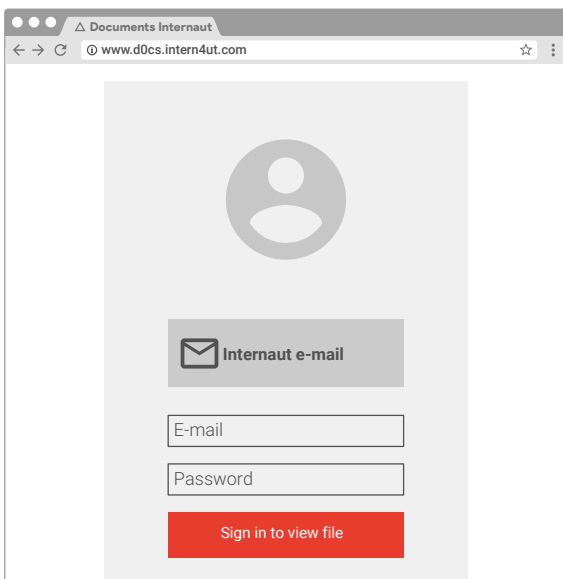 Documents Internaut
www.d0cs.intern4ut.com
Internaut e-mail
E-mail
Password
Sign in to view file